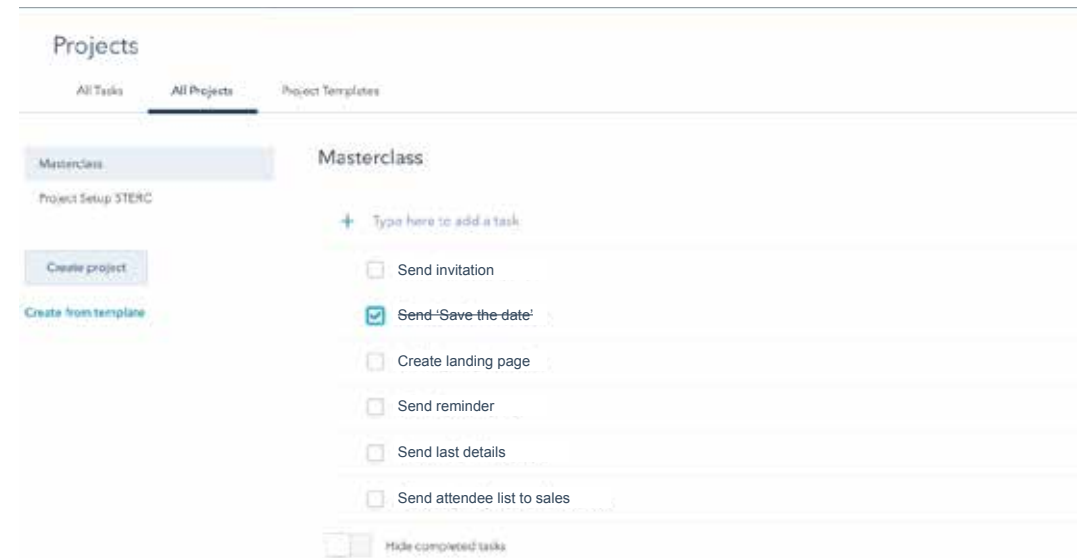 Projects
All Tasks All Projects Project Templates
Masterclass
Project Setup STERC
Create project
Create from template
Masterclass
+ Type here to add a task
Send invitation
Send ‘Save the date’
Create landing page
Send reminder
Send last details
Send attendee list to sales
Hide completed tasks